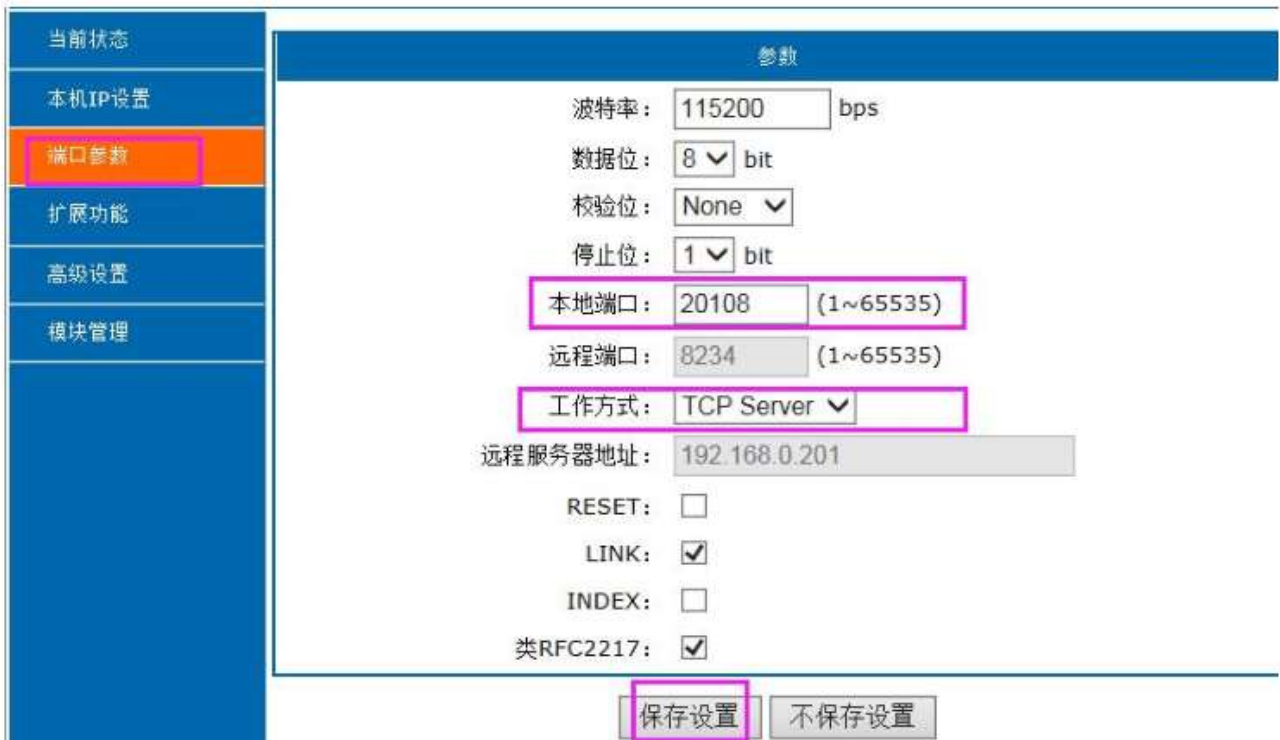 当前状态
本机IP设置
端口参数
扩展功能
高级设置
模块管理
参数
波特率： 115200 bps
数据位： 8 bit
校验位： None
停止位： 1 bit
本地端口： 20108 (1~65535)
远程端口： 8234 (1~65535)
工作方式： TCP Server
远程服务器地址： 192.168.0.201
RESET：
LINK：
INDEX：
类RFC2217：
保存设置 不保存设置